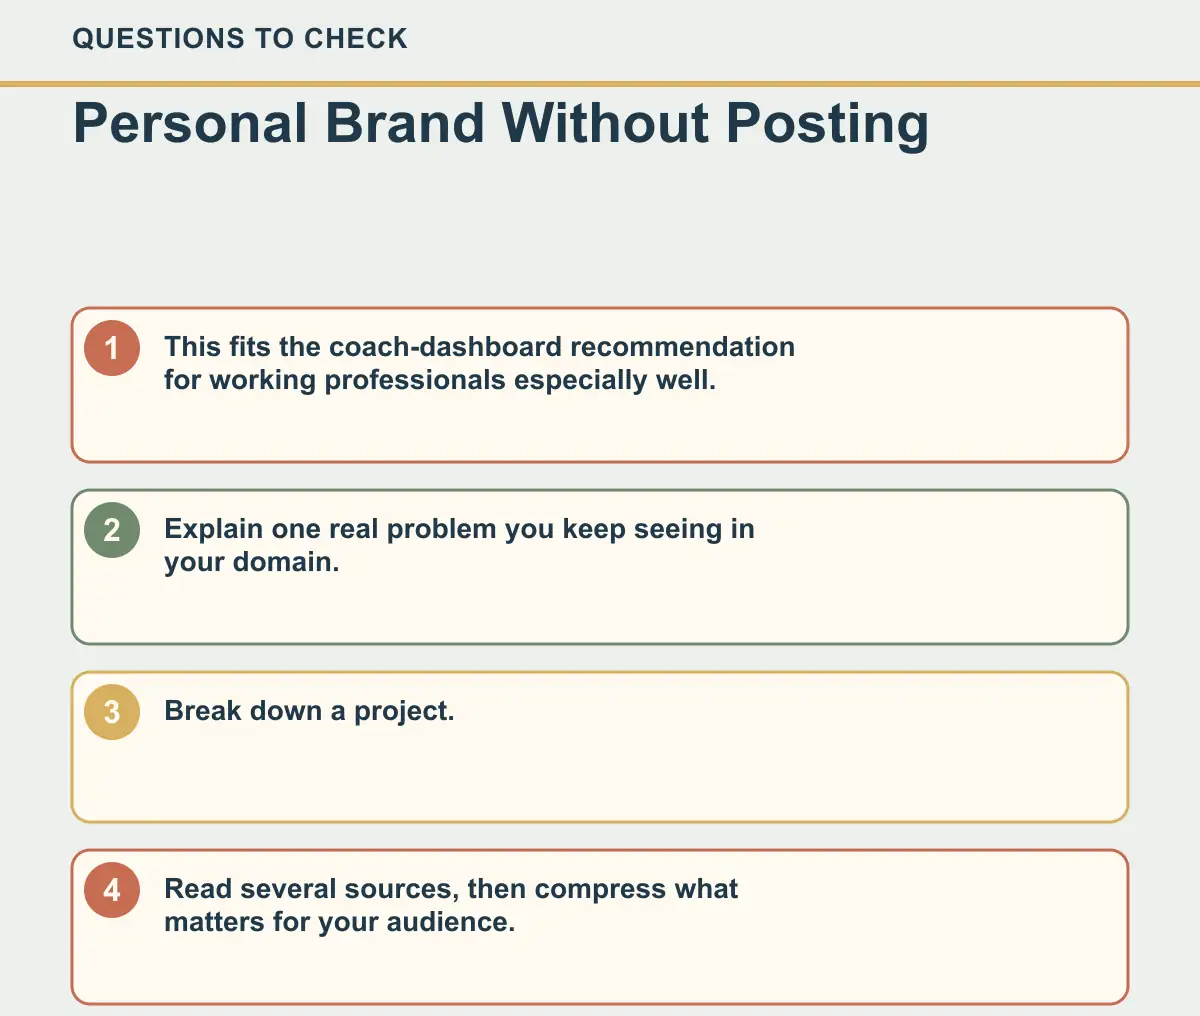 QUESTIONS TO CHECK
Personal Brand Without Posting
1
This fits the coach-dashboard recommendation
for working professionals especially well.
2
Explain one real problem you keep seeing in
your domain.
3
Break down a project.
4
Read several sources, then compress what
matters for your audience.